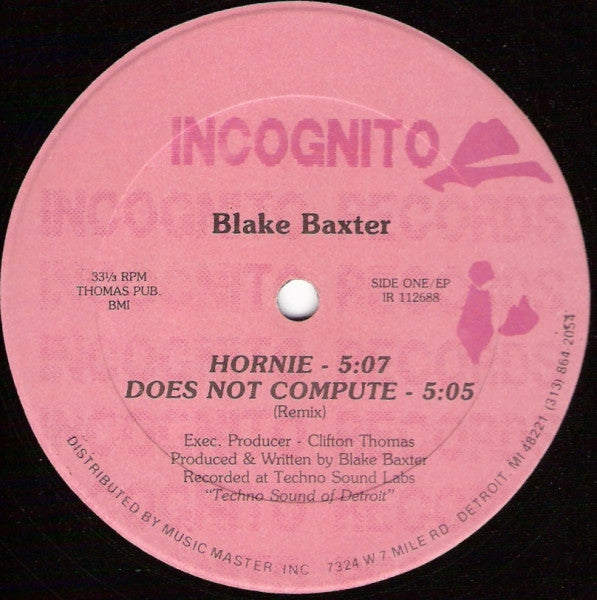 INCOGNITO
INCOGNITO RECORDS
Blake Baxter
33⅓ RPM
THOMAS PUB.
BMI
SIDE ONE/EP
IR 112688
HORNIE - 5:07
DOES NOT COMPUTE - 5:05
(Remix)
Exec. Producer - Clifton Thomas
Produced & Written by Blake Baxter
Recorded at Techno Sound Labs
"Techno Sound of Detroit"
DISTRIBUTED BY MUSIC MASTER, INC 7324 W 7 MILE RD. DETROIT, MI 48221 (313) 864 2054